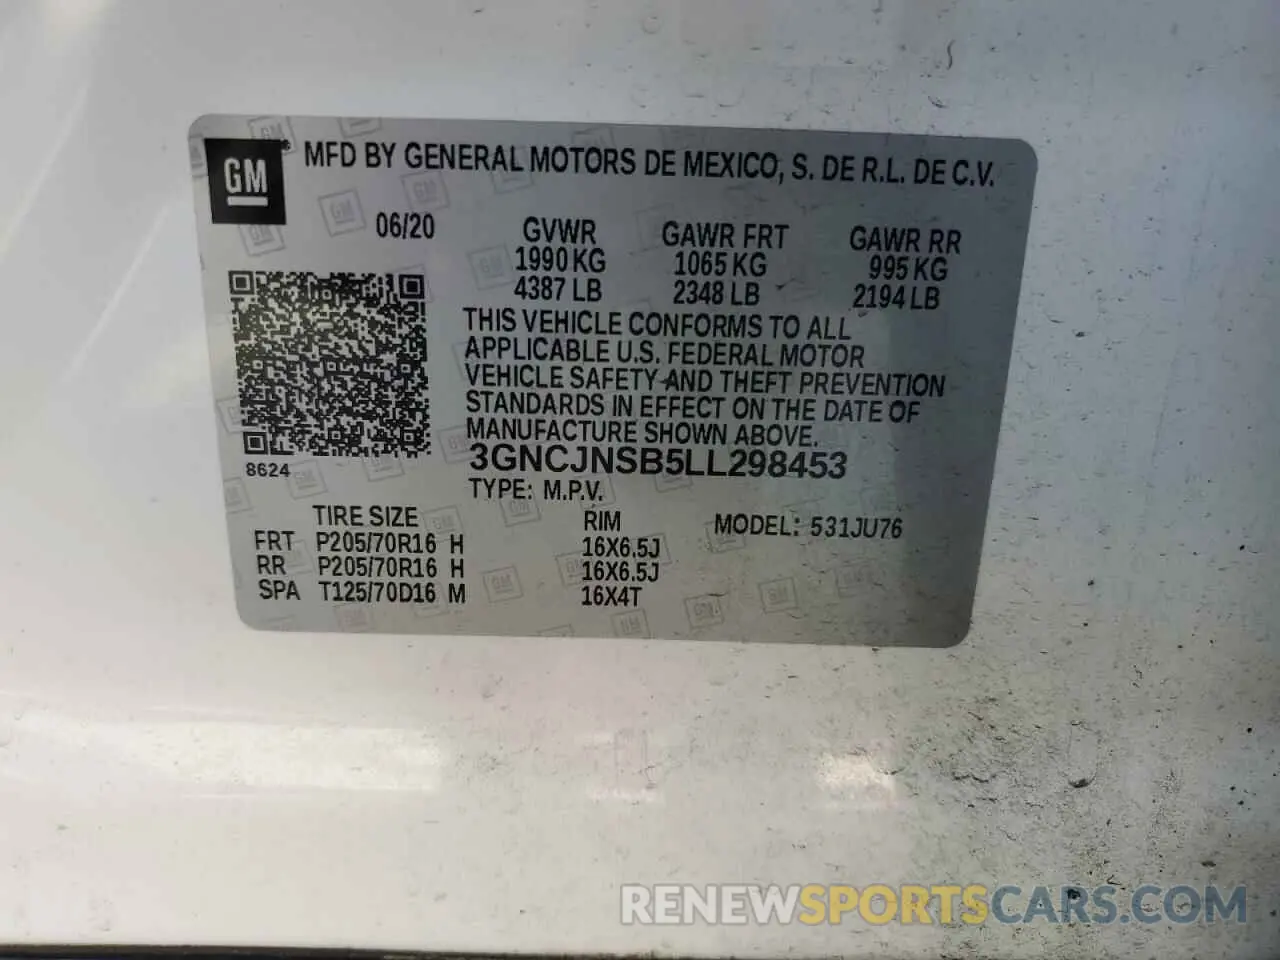 GM
MFD BY GENERAL MOTORS DE MEXICO, S. DE R.L. DE C.V.
06/20
GVWR GAWR FRT GAWR RR
1990 KG 1065 KG 995 KG
4387 LB 2348 LB 2194 LB
THIS VEHICLE CONFORMS TO ALL
APPLICABLE U.S. FEDERAL MOTOR
VEHICLE SAFETY AND THEFT PREVENTION
STANDARDS IN EFFECT ON THE DATE OF
MANUFACTURE SHOWN ABOVE.
8624
3GNCJNSB5LL298453
TYPE: M.P.V.
TIRE SIZE RIM MODEL: 531JU76
FRT P205/70R16 H 16X6.5J
RR P205/70R16 H 16X6.5J
SPA T125/70D16 M 16X4T
RENEWSPORTSCARS.COM